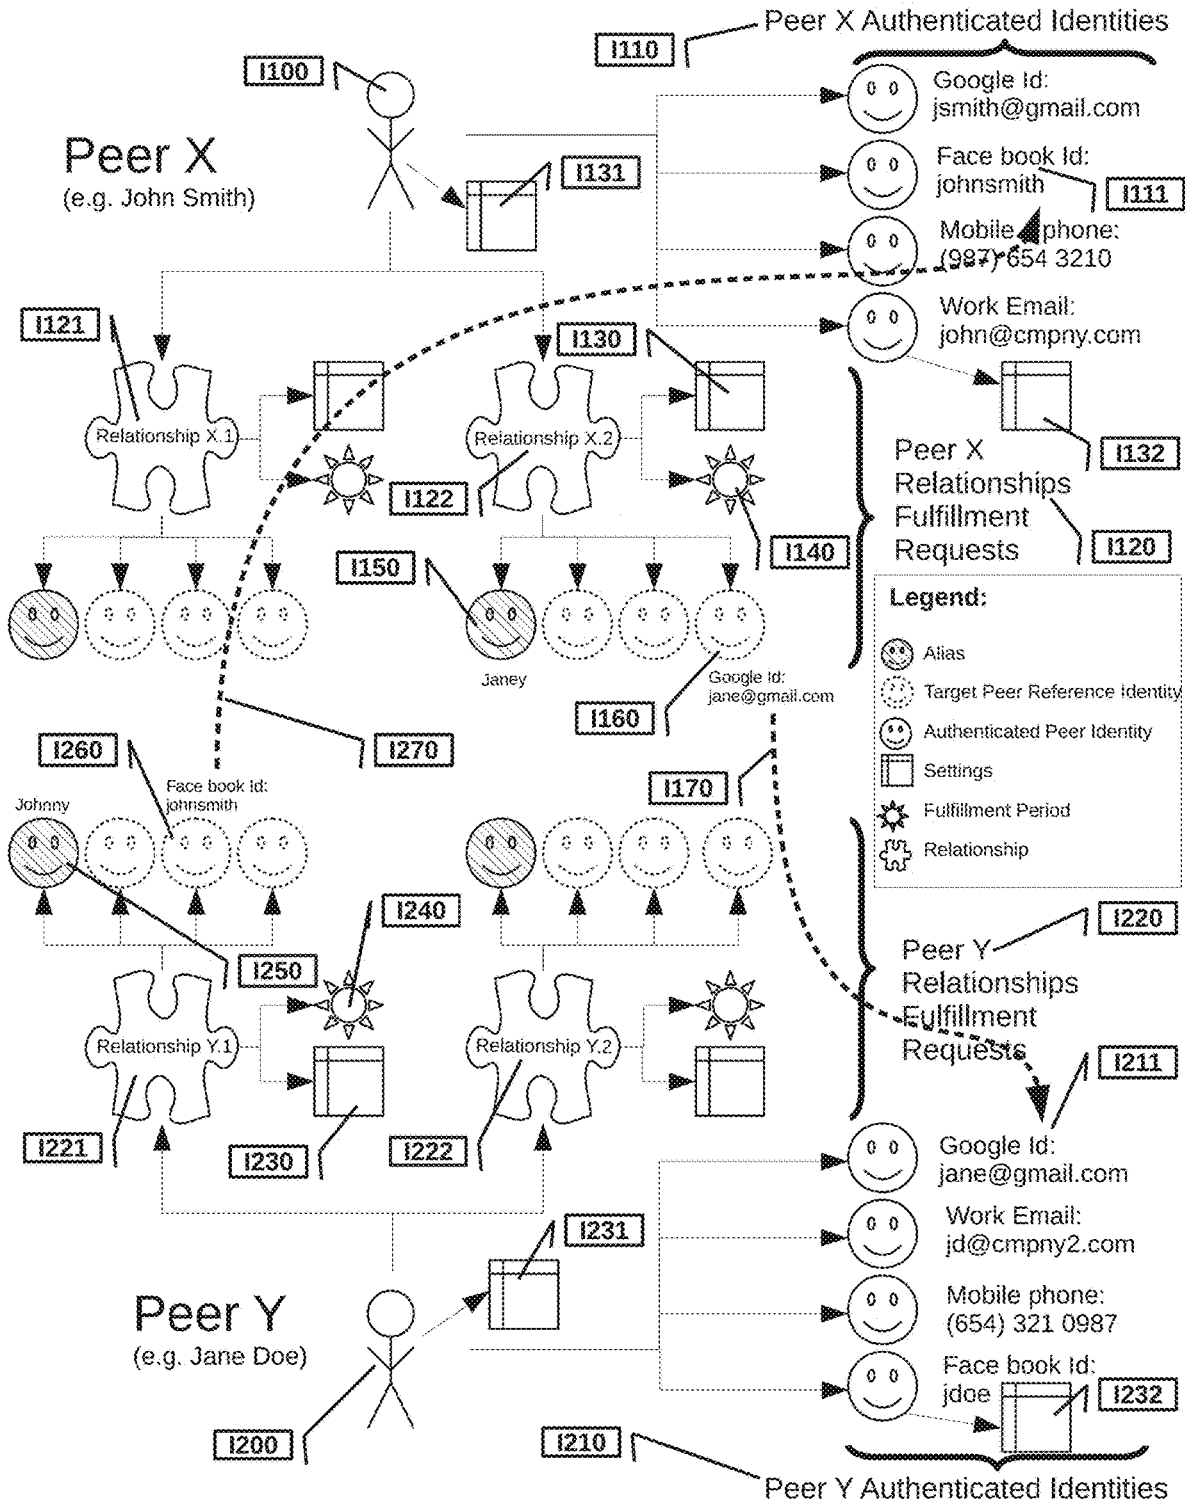 Peer X Authenticated Identities
I110
I100
Google Id:
jsmith@gmail.com
Peer X
(e.g. John Smith)
I131
Face book Id:
johnsmith
I111
Mobile phone:
(987) 654 3210
I121
I130
Work Email:
john@cmpny.com
Relationship X.1
Relationship X.2
I122
I132
Peer X
Relationships
Fulfillment
Requests
I120
I140
I150
Legend:
Alias
Target Peer Reference Identity
Authenticated Peer Identity
Settings
Fulfillment Period
Relationship
Janey
Google Id:
jane@gmail.com
I160
I260
I270
I170
Johnny
Face book Id:
johnsmith
I240
I220
I250
Peer Y
Relationships
Fulfillment
Requests
Relationship Y.1
Relationship Y.2
I211
I221
I230
I222
Google Id:
jane@gmail.com
I231
Work Email:
jd@cmpny2.com
Peer Y
(e.g. Jane Doe)
Mobile phone:
(654) 321 0987
Face book Id:
jdoe
I232
I200
I210
Peer Y Authenticated Identities